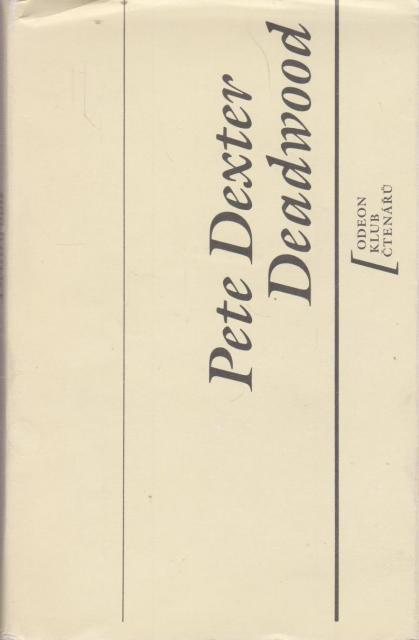 Pete Dexter
Deadwood
ODEON
KLUB
ČTENÁŘŮ